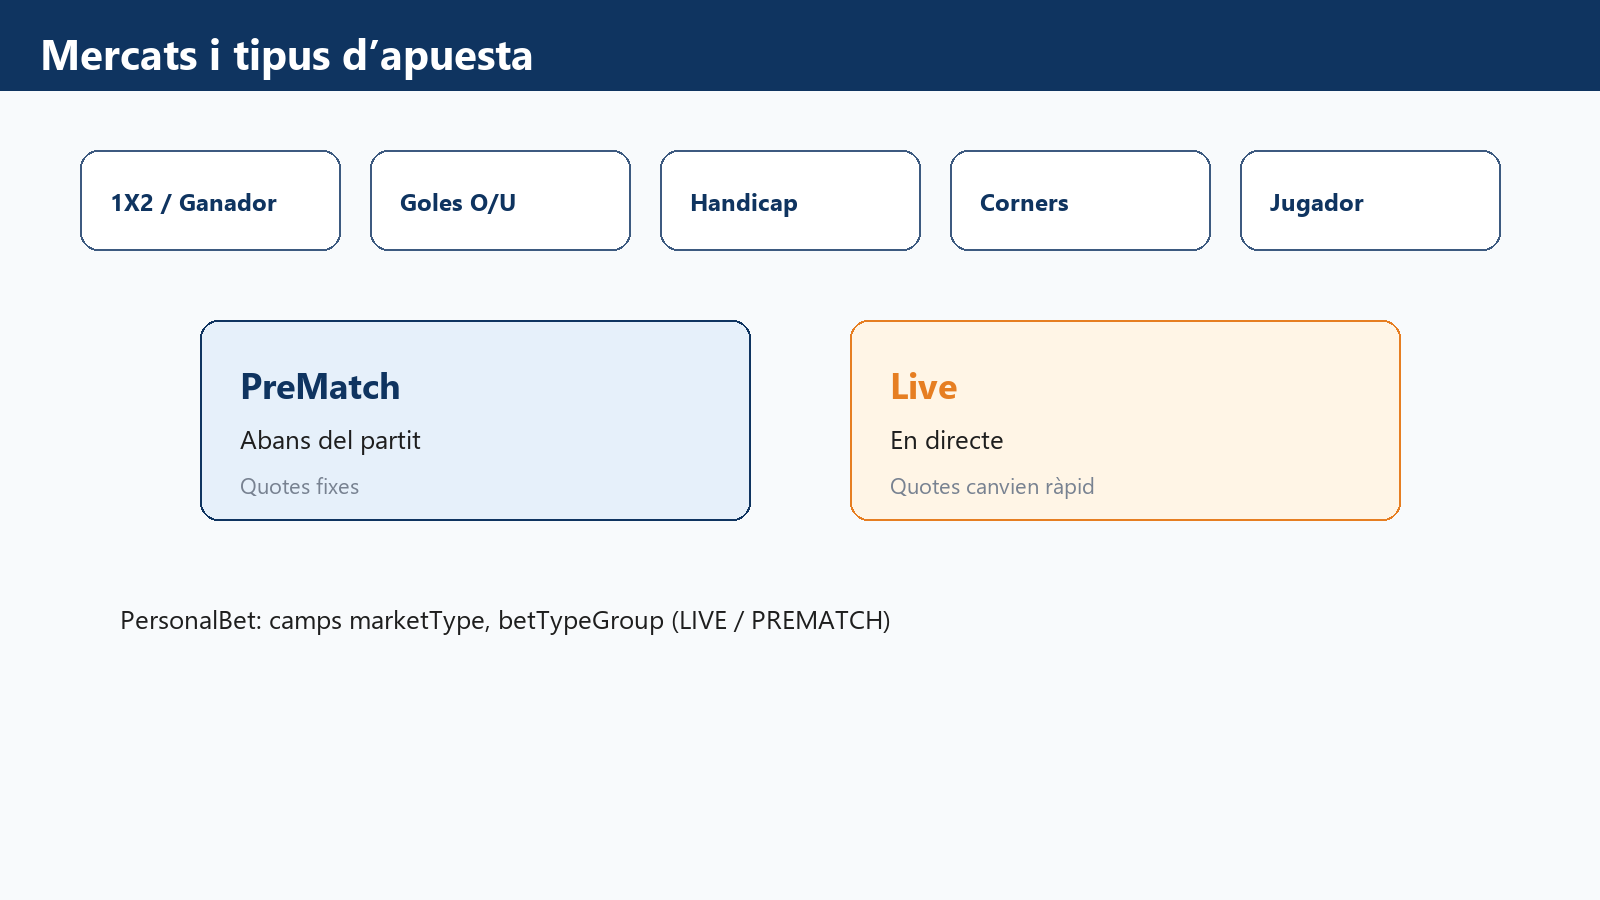 Mercats i tipus d’apuesta
1X2 / Ganador
Goles O/U
Handicap
Corners
Jugador
PreMatch
Abans del partit
Quotes fixes
Live
En directe
Quotes canvien ràpid
PersonalBet: camps marketType, betTypeGroup (LIVE / PREMATCH)